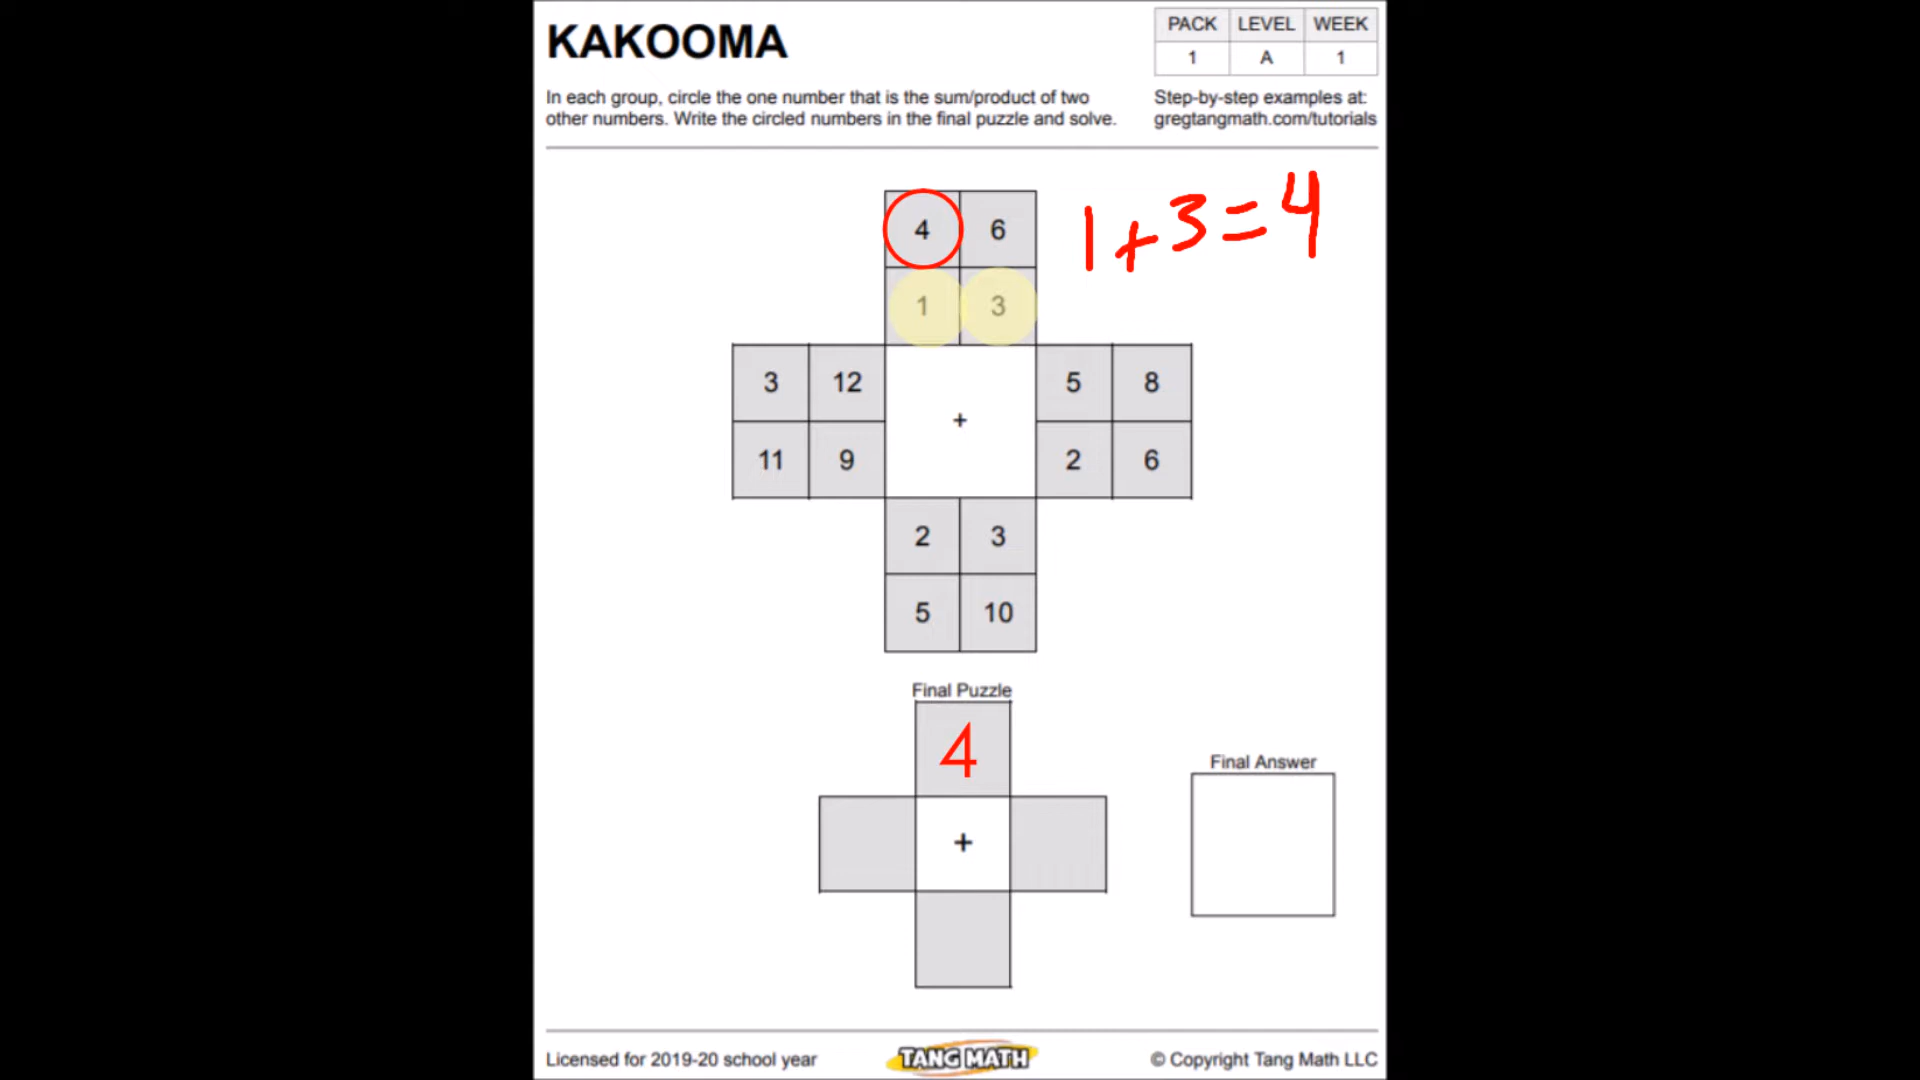 KAKOOMA
PACK LEVEL WEEK
1 A 1
In each group, circle the one number that is the sum/product of two
other numbers. Write the circled numbers in the final puzzle and solve.
Step-by-step examples at:
gregtangmath.com/tutorials
4 6
1+3=4
1 3
3 12
5 8
+
11 9
2 6
2 3
5 10
Final Puzzle
4
+
Final Answer
Licensed for 2019-20 school year
TANG MATH
© Copyright Tang Math LLC